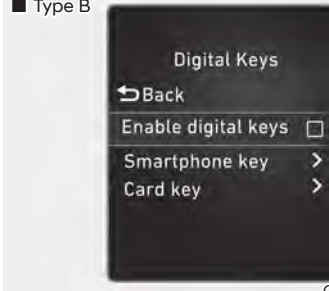 ■ Type B
Digital Keys
⮌Back
Enable digital keys □
Smartphone key >
Card key >